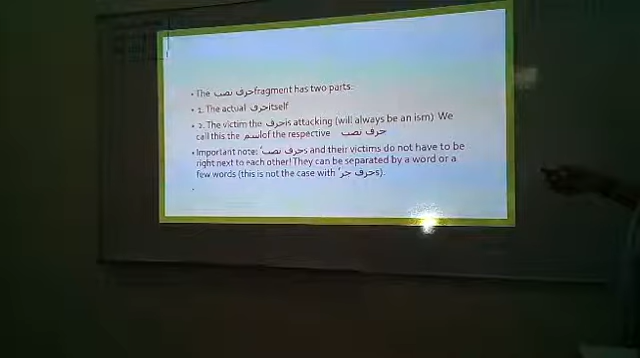 • The حرف نصب fragment has two parts:
• 1. The actual حرف itself
• 2. The victim the حرف is attacking (will always be an ism) We
call this the اسم of the respective حرف نصب
• Important note: حرف نصب's and their victims do not have to be
right next to each other! They can be separated by a word or a
few words (this is not the case with حرف جر's).